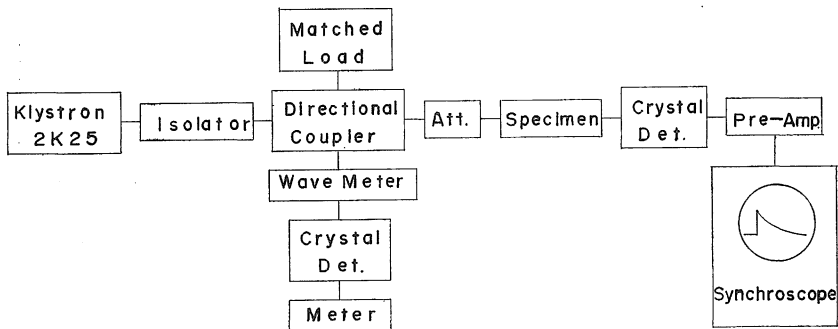 Matched
Load
Klystron
2K25
Isolator
Directional
Coupler
Att.
Specimen
Crystal
Det.
Pre-Amp
Wave Meter
Crystal
Det.
Meter
Synchroscope